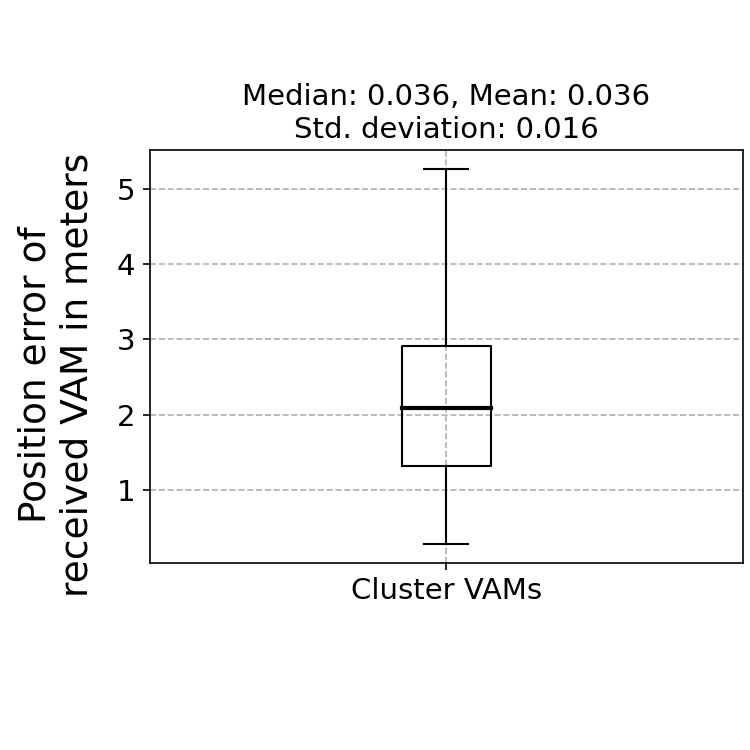 Median: 0.036, Mean: 0.036
Std. deviation: 0.016
Position error of
received VAM in meters
5
4
3
2
1
Cluster VAMs